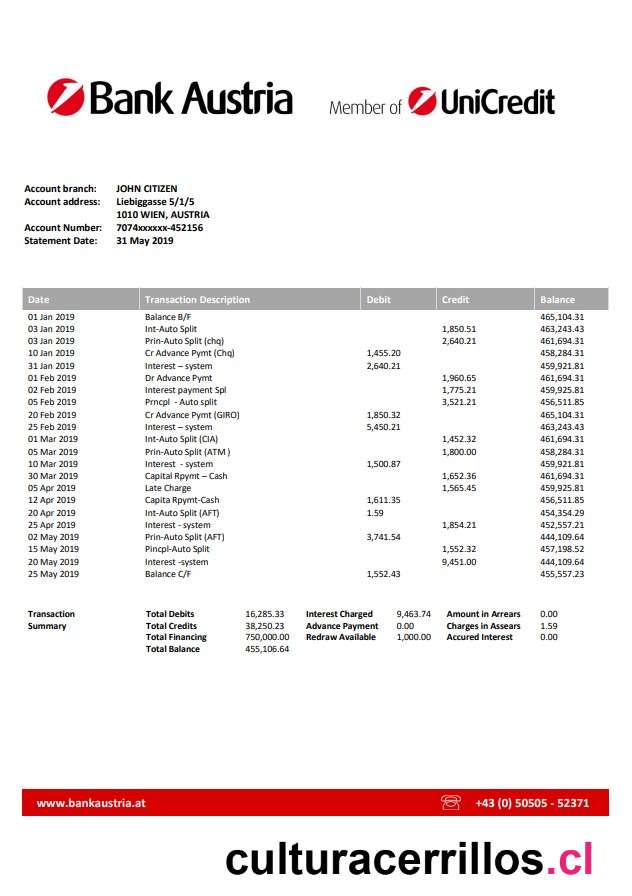 Bank Austria Member of UniCredit
Account branch: JOHN CITIZEN
Account address: Liebiggasse 5/1/5
1010 WIEN, AUSTRIA
Account Number: 7074xxxxxx-452156
Statement Date: 31 May 2019
Date Transaction Description Debit Credit Balance
01 Jan 2019 Balance B/F 465,104.31
03 Jan 2019 Int-Auto Split 1,850.51 463,243.43
03 Jan 2019 Prin-Auto Split (chq) 2,640.21 461,694.31
10 Jan 2019 Cr Advance Pymt (Chq) 1,455.20 458,284.31
31 Jan 2019 Interest – system 2,640.21 459,921.81
01 Feb 2019 Dr Advance Pymt 1,960.65 461,694.31
02 Feb 2019 Interest payment Spl 1,775.21 459,925.81
05 Feb 2019 Prncpl - Auto split 3,521.21 456,511.85
20 Feb 2019 Cr Advance Pymt (GIRO) 1,850.32 465,104.31
25 Feb 2019 Interest – system 5,450.21 463,243.43
01 Mar 2019 Int-Auto Split (CIA) 1,452.32 461,694.31
05 Mar 2019 Prin-Auto Split (ATM ) 1,800.00 458,284.31
10 Mar 2019 Interest - system 1,500.87 459,921.81
30 Mar 2019 Capital Rpymt – Cash 1,652.36 461,694.31
05 Apr 2019 Late Charge 1,565.45 459,925.81
12 Apr 2019 Capita Rpymt-Cash 1,611.35 456,511.85
20 Apr 2019 Int-Auto Split (AFT) 1.59 454,354.29
25 Apr 2019 Interest - system 1,854.21 452,557.21
02 May 2019 Prin-Auto Split (AFT) 3,741.54 444,109.64
15 May 2019 Pincpl-Auto Split 1,552.32 457,198.52
20 May 2019 Interest -system 9,451.00 444,109.64
25 May 2019 Balance C/F 1,552.43 455,557.23
Transaction Total Debits 16,285.33 Interest Charged 9,463.74 Amount in Arrears 0.00
Summary Total Credits 38,250.23 Advance Payment 0.00 Charges in Assears 1.59
Total Financing 750,000.00 Redraw Available 1,000.00 Accured Interest 0.00
Total Balance 455,106.64
www.bankaustria.at +43 (0) 50505 - 52371
culturacerrillos.cl